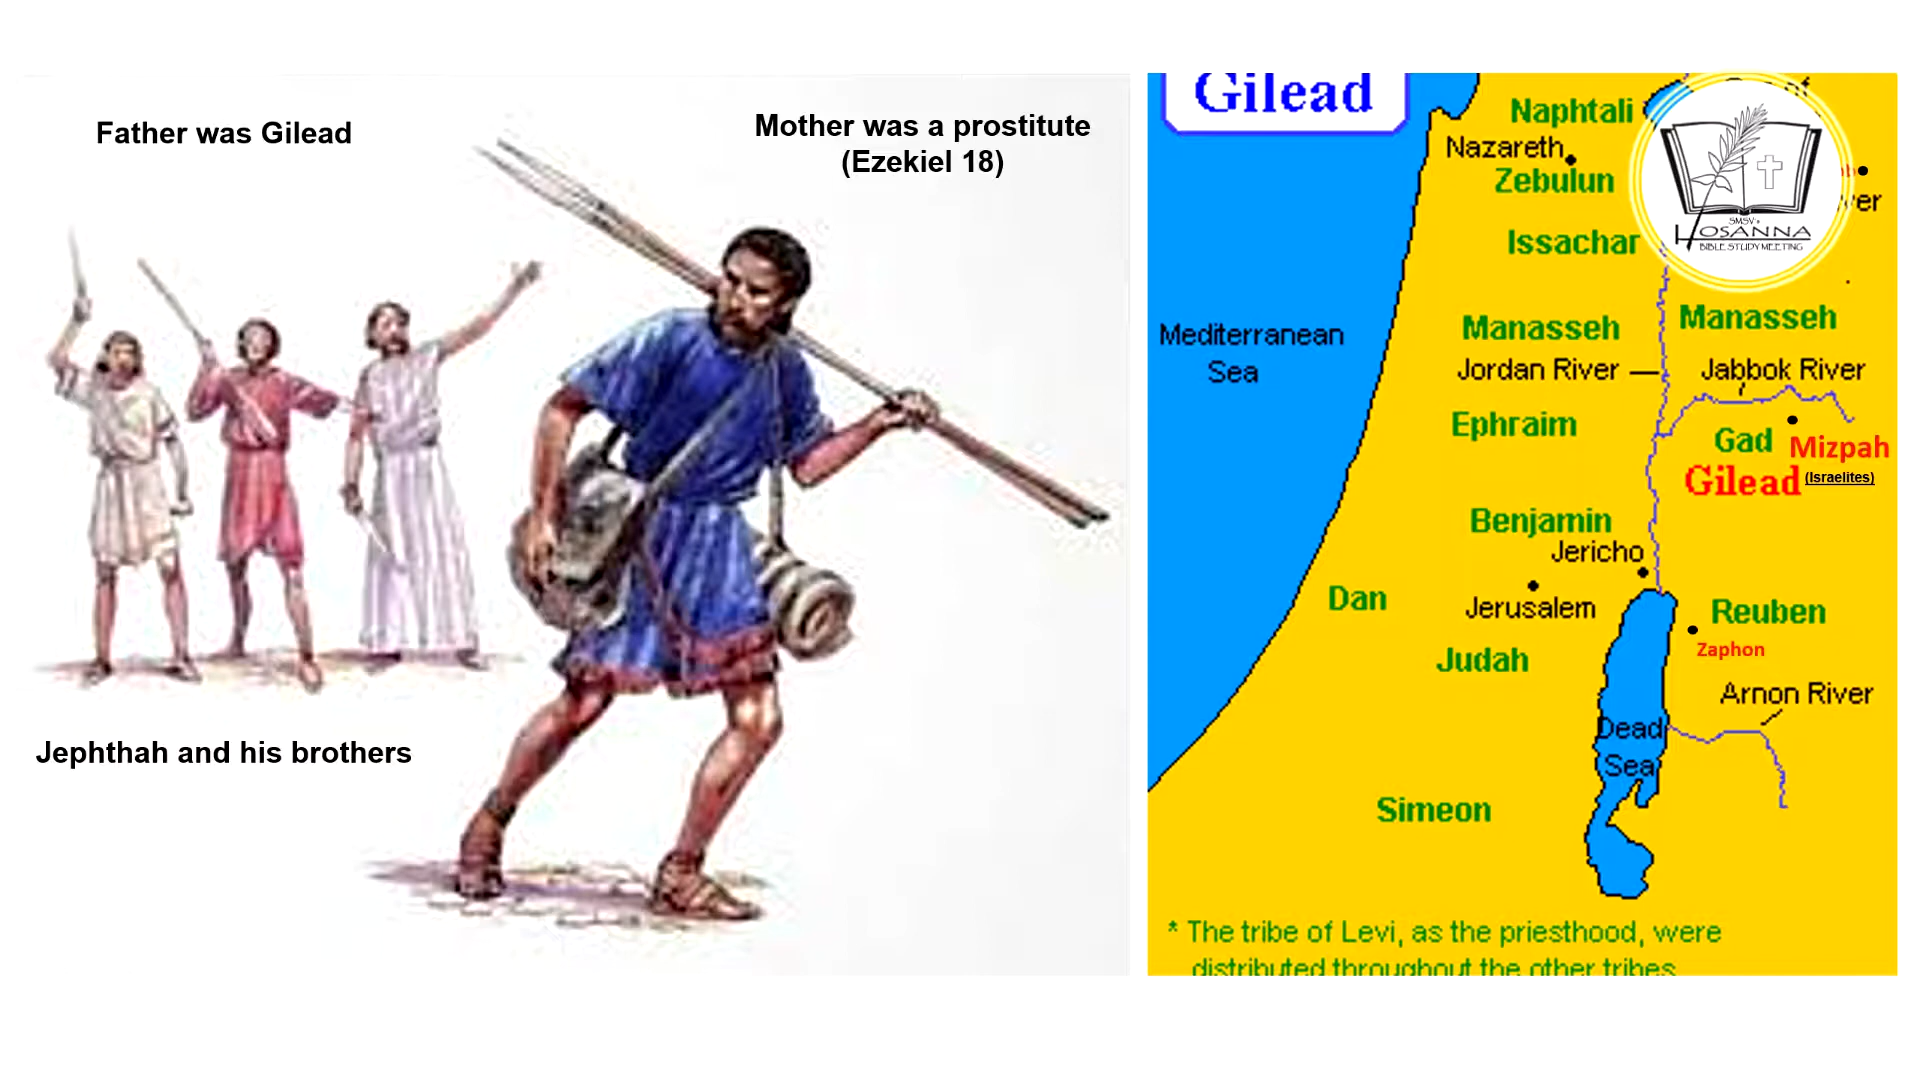 Father was Gilead
Mother was a prostitute
(Ezekiel 18)
Jephthah and his brothers
Gilead
Naphtali
Nazareth
Zebulun
Issachar
SMSV's
HOSANNA
BIBLE STUDY MEETING
Manasseh
Manasseh
Mediterranean
Sea
Jordan River
Jabbok River
Ephraim
Gad
Mizpah
Gilead
(Israelites)
Benjamin
Jericho
Dan
Jerusalem
Reuben
Zaphon
Judah
Arnon River
Dead
Sea
Simeon
* The tribe of Levi, as the priesthood, were
distributed throughout the other tribes